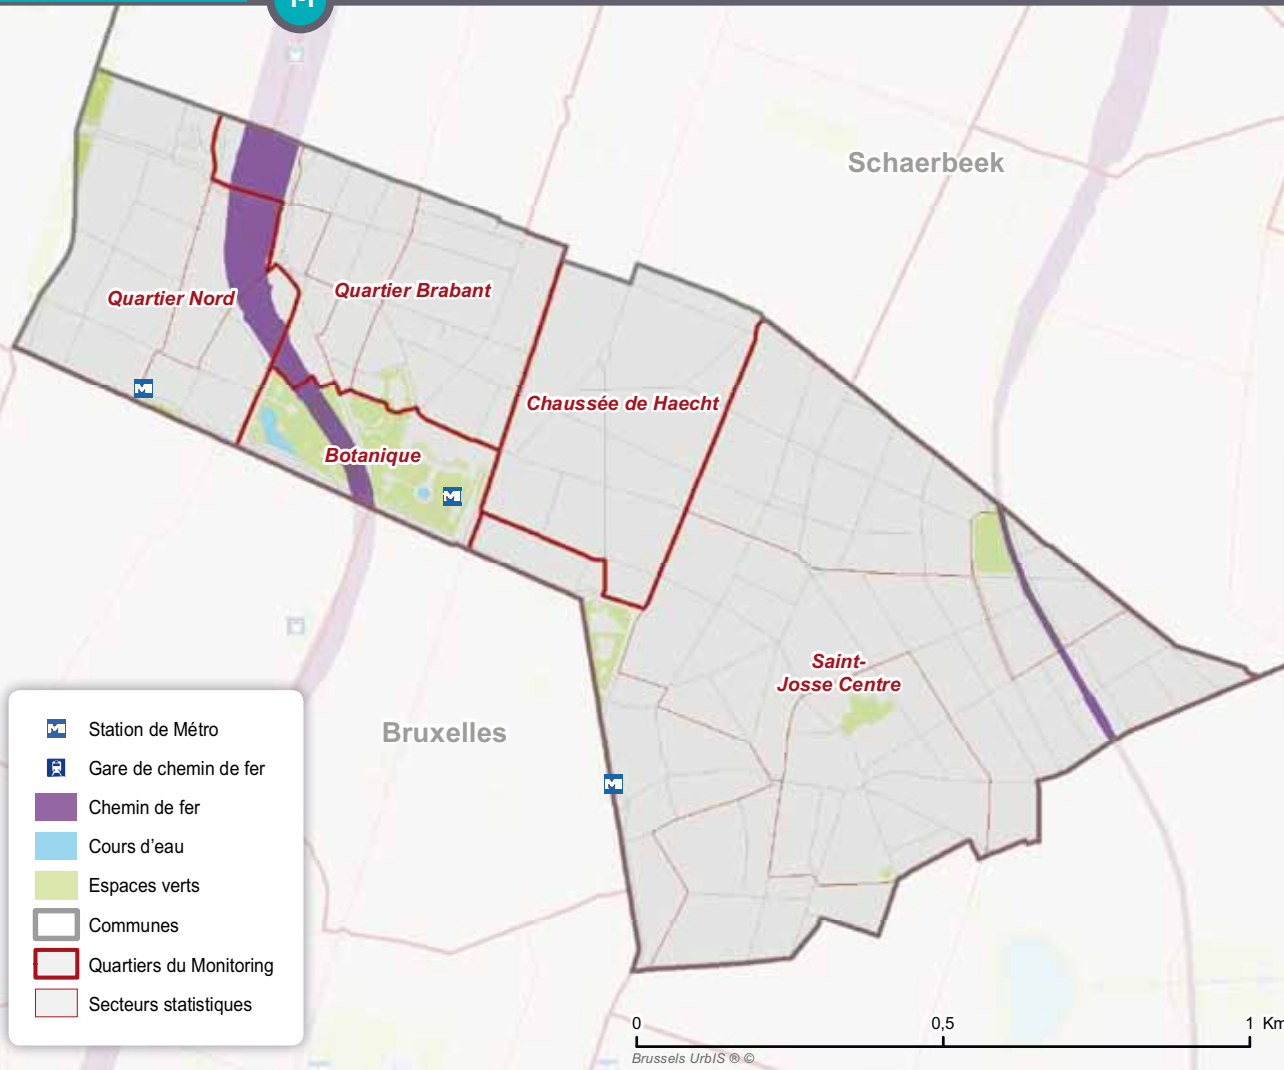 M
Schaerbeek
Quartier Nord
Quartier Brabant
Chaussée de Haecht
Botanique
M
M
Saint-
Josse Centre
Bruxelles
M
M Station de Métro
Gare de chemin de fer
Chemin de fer
Cours d'eau
Espaces verts
Communes
Quartiers du Monitoring
Secteurs statistiques
0 0,5 1 Km
Brussels UrbIS ® ©